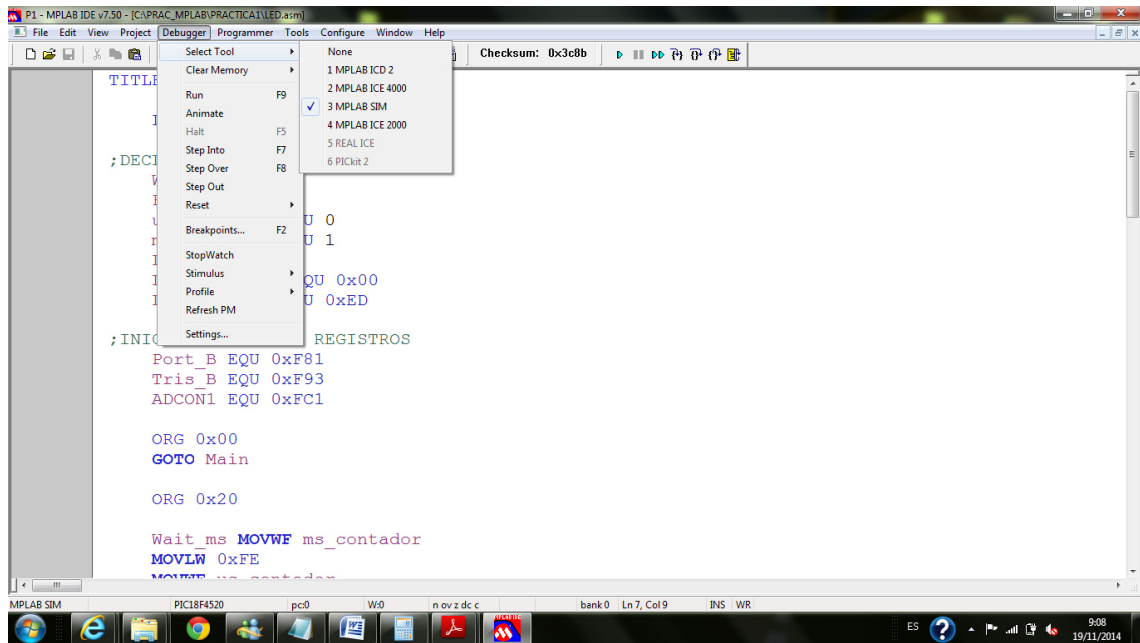 P1 - MPLAB IDE v7.50 - [C:\PRAC_MPLAB\PRACTICA1\LED.asm]
File Edit View Project Debugger Programmer Tools Configure Window Help
Checksum: 0x3c8b
Select Tool
Clear Memory
Run F9
Animate
Halt F5
Step Into F7
Step Over F8
Step Out
Reset
Breakpoints... F2
StopWatch
Stimulus
Profile
Refresh PM
Settings...
None
1 MPLAB ICD 2
2 MPLAB ICE 4000
3 MPLAB SIM
4 MPLAB ICE 2000
5 REAL ICE
6 PICkit 2
U 0
U 1
QU 0x00
U 0xED
;INIC REGISTROS
Port_B EQU 0xF81
Tris_B EQU 0xF93
ADCON1 EQU 0xFC1
ORG 0x00
GOTO Main
ORG 0x20
Wait_ms MOVWF ms_contador
MOVLW 0xFE
MOVWF us_contador
MPLAB SIM PIC18F4520 pc:0 W:0 n ov z dc c bank 0 Ln 7, Col 9 INS WR
ES 9:08
19/11/2014